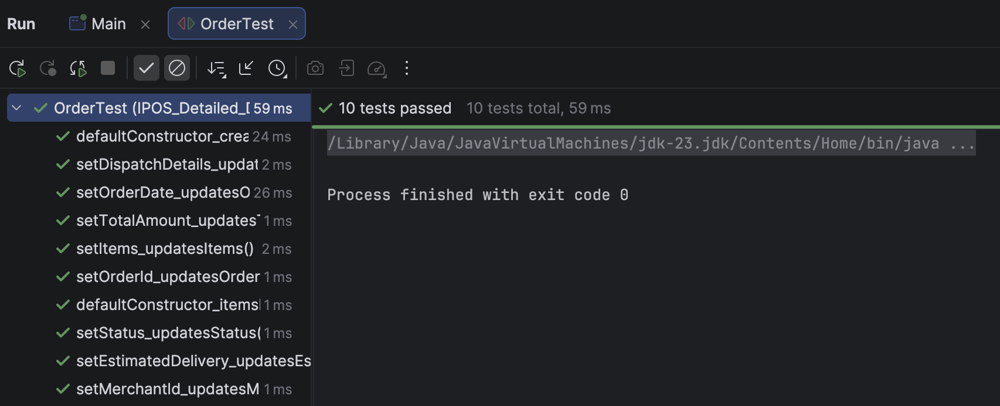 Run Main OrderTest
OrderTest (IPOS_Detailed_ 59 ms
defaultConstructor_crea 24 ms
setDispatchDetails_updat 2 ms
setOrderDate_updatesO 26 ms
setTotalAmount_updates 1 ms
setItems_updatesItems() 2 ms
setOrderId_updatesOrder 1 ms
defaultConstructor_items 1 ms
setStatus_updatesStatus( 1 ms
setEstimatedDelivery_updatesEs
setMerchantId_updatesM 1 ms
10 tests passed 10 tests total, 59 ms
/Library/Java/JavaVirtualMachines/jdk-23.jdk/Contents/Home/bin/java ...
Process finished with exit code 0